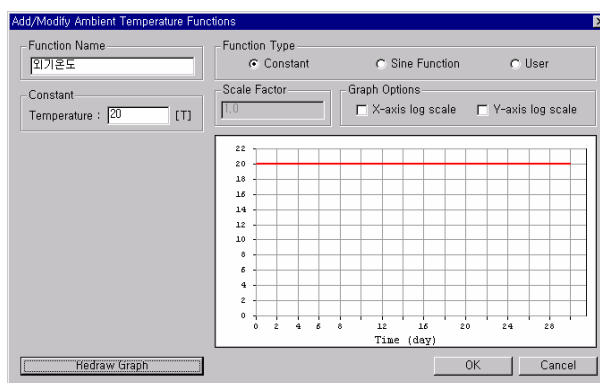 Add/Modify Ambient Temperature Functions
Function Name
외기온도
Function Type
Constant
Sine Function
User
Constant
Temperature : 20 [T]
Scale Factor
1.0
Graph Options
X-axis log scale
Y-axis log scale
22
20
18
16
14
12
10
8
6
4
2
0
0 2 4 6 8 12 16 20 24 28
Time (day)
Redraw Graph
OK
Cancel